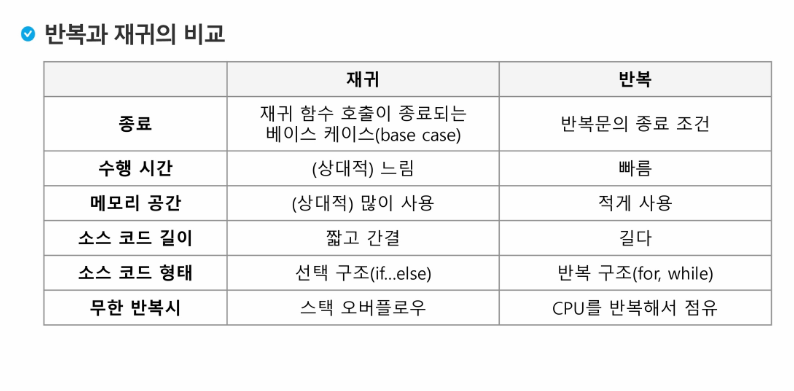 반복과 재귀의 비교
재귀 반복
종료 재귀 함수 호출이 종료되는 베이스 케이스(base case) 반복문의 종료 조건
수행 시간 (상대적) 느림 빠름
메모리 공간 (상대적) 많이 사용 적게 사용
소스 코드 길이 짧고 간결 길다
소스 코드 형태 선택 구조(if...else) 반복 구조(for, while)
무한 반복시 스택 오버플로우 CPU를 반복해서 점유